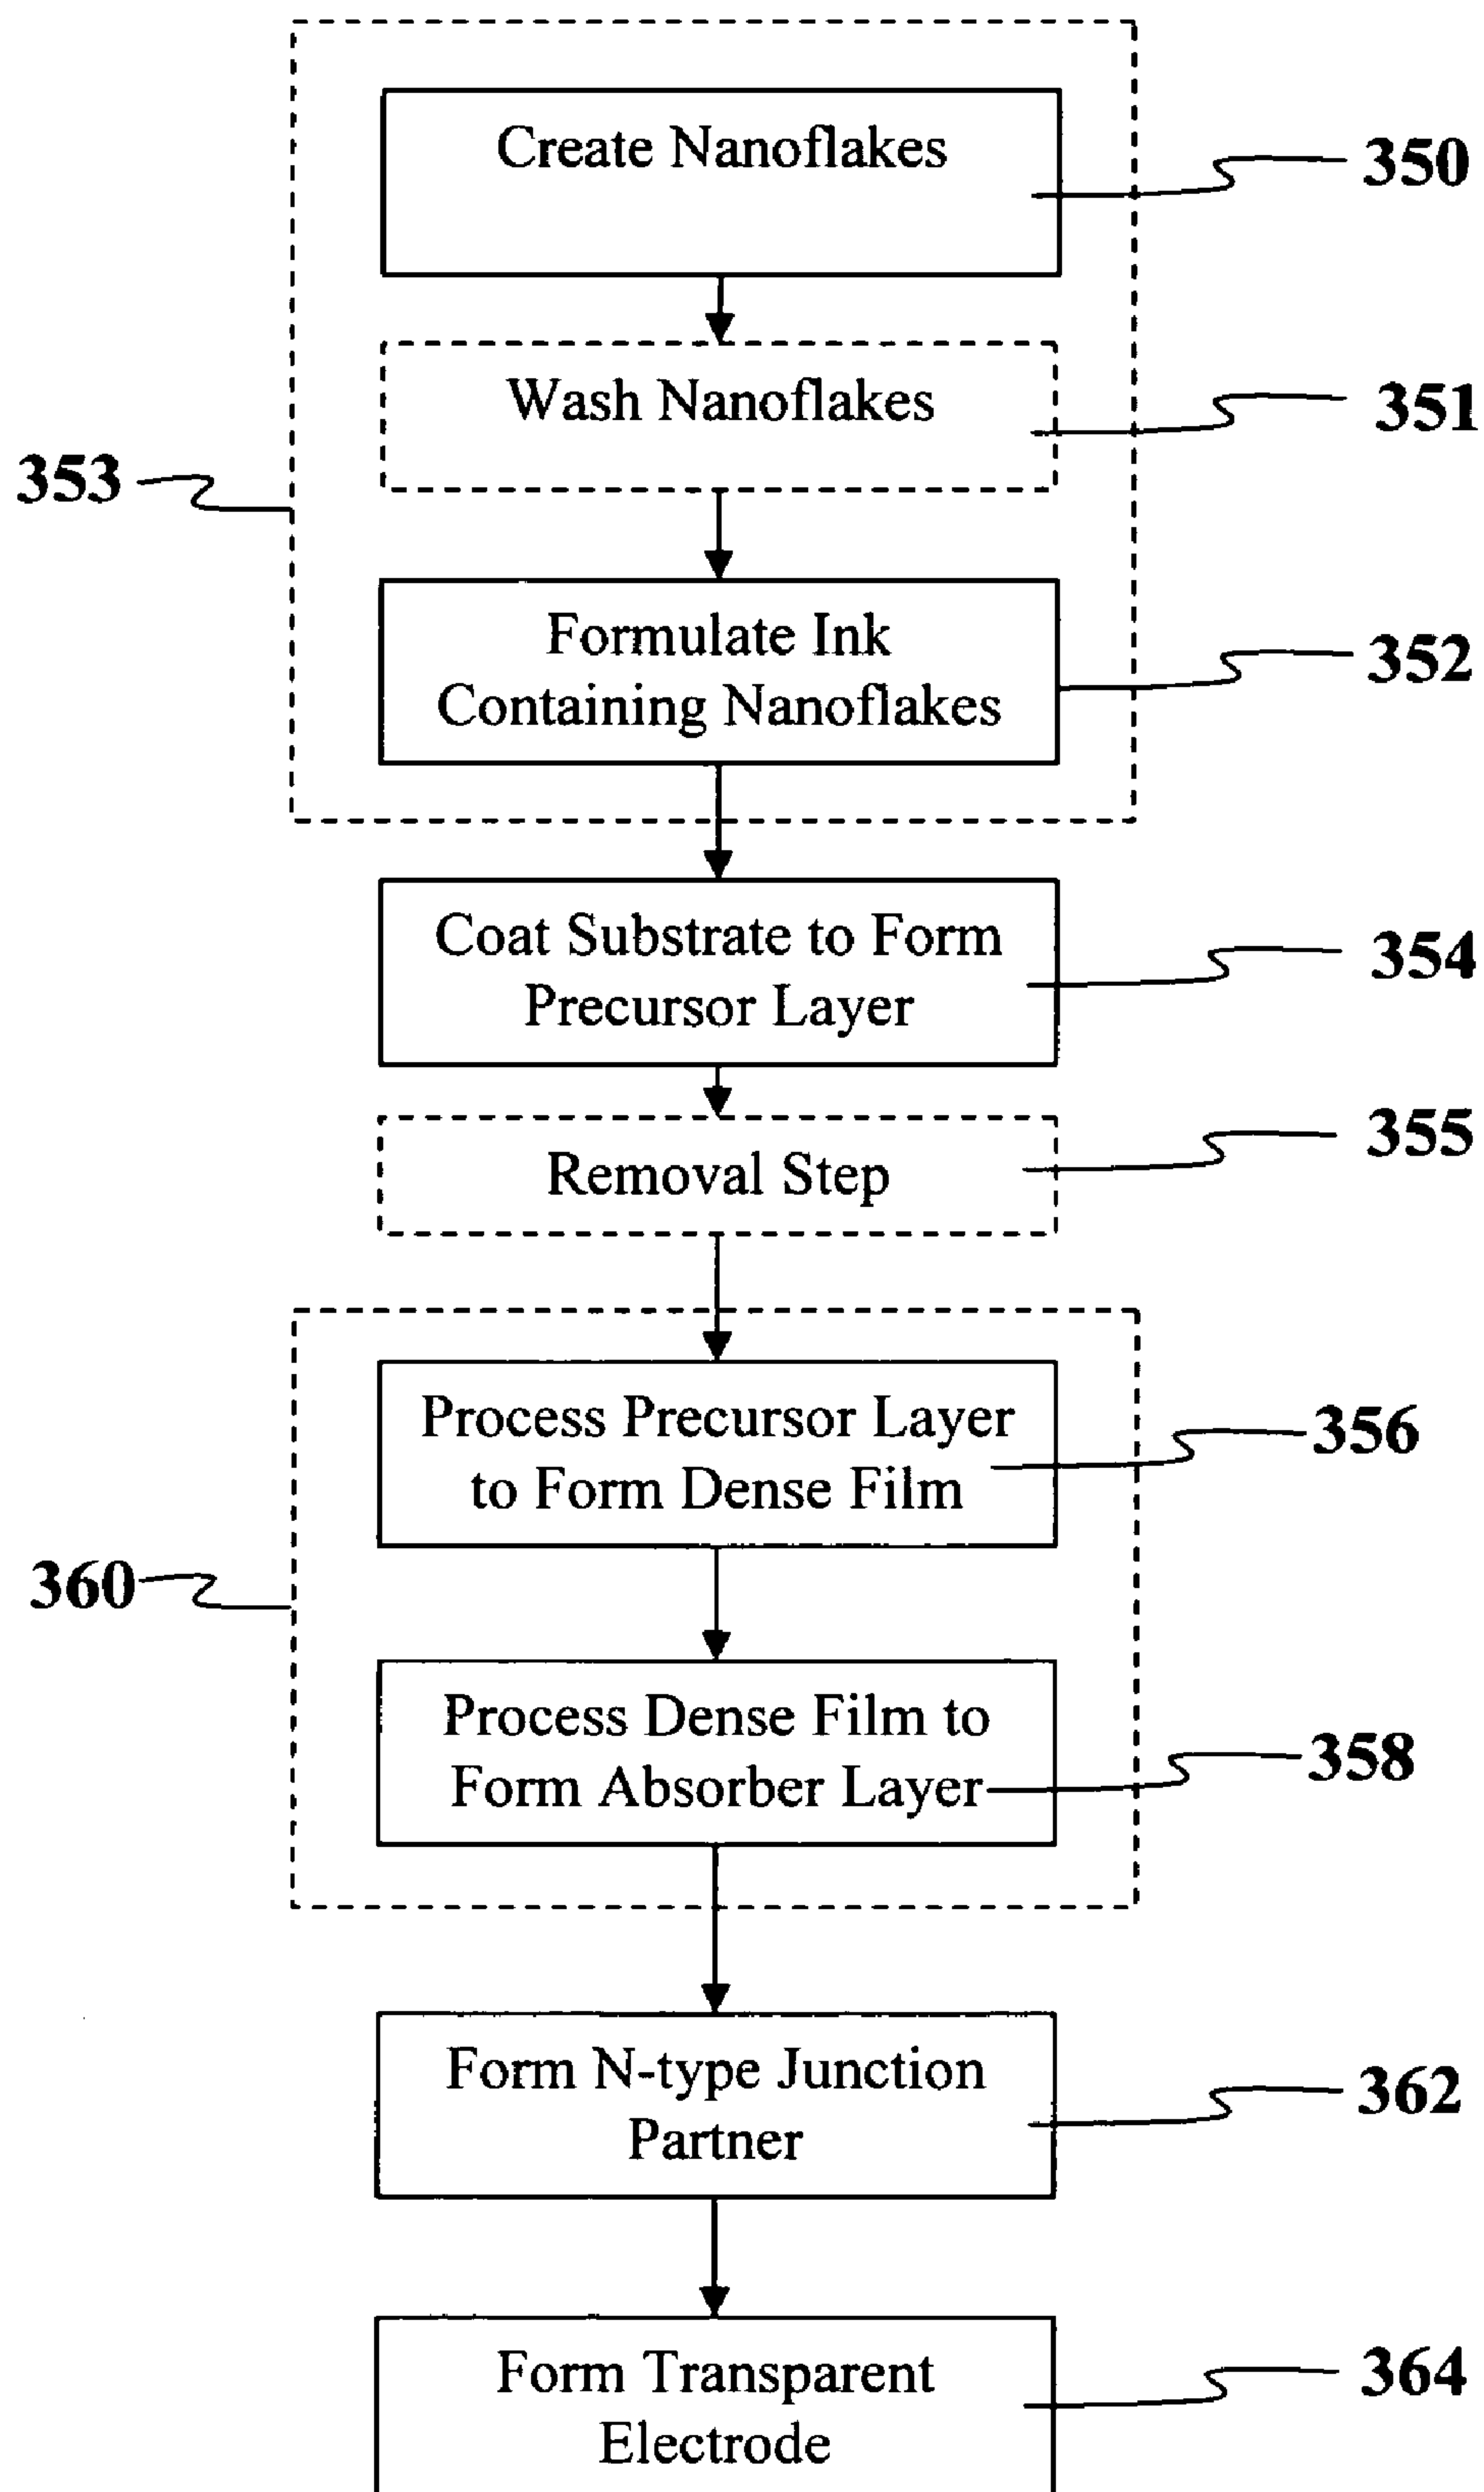 Create Nanoflakes
350
Wash Nanoflakes
351
353
Formulate Ink
Containing Nanoflakes
352
Coat Substrate to Form
Precursor Layer
354
Removal Step
355
Process Precursor Layer
to Form Dense Film
356
360
Process Dense Film to
Form Absorber Layer
358
Form N-type Junction
Partner
362
Form Transparent
Electrode
364